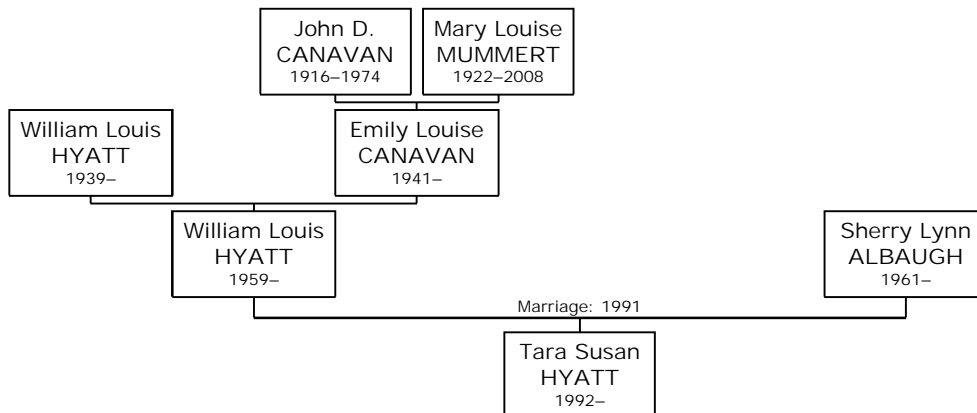 John D.
CANAVAN
1916–1974
Mary Louise
MUMMERT
1922–2008
William Louis
HYATT
1939–
Emily Louise
CANAVAN
1941–
William Louis
HYATT
1959–
Sherry Lynn
ALBAUGH
1961–
Marriage: 1991
Tara Susan
HYATT
1992–